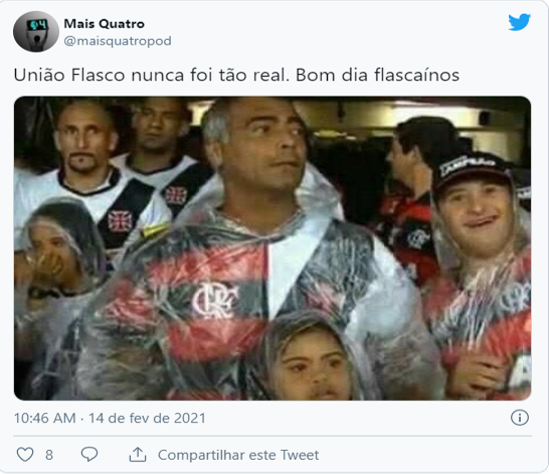 Mais Quatro
@maisquatropod
União Flasco nunca foi tão real. Bom dia flascaínos
CAMPEÃO
10:46 AM · 14 de fev de 2021
8
Compartilhar este Tweet